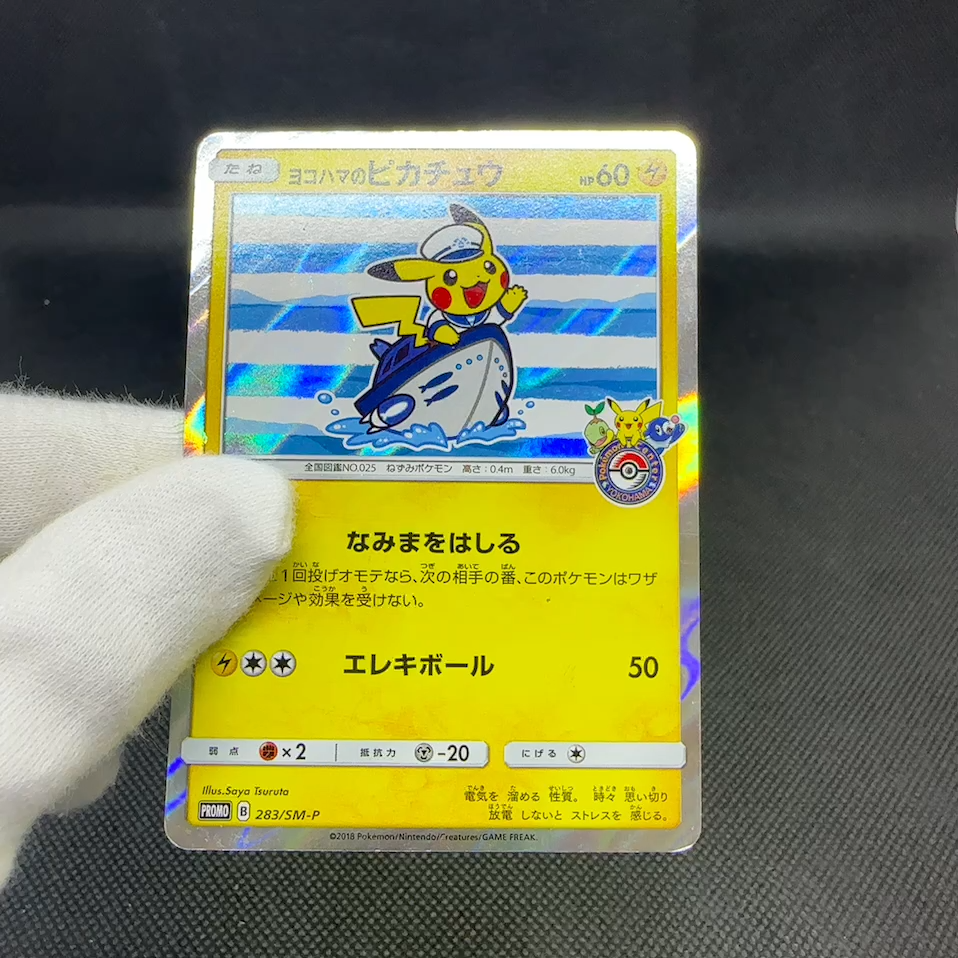 たね ヨコハマのピカチュウ HP60
全国図鑑NO.025 ねずみポケモン 高さ:0.4m 重さ:6.0kg
Pokémon Center
YOKOHAMA
なみまをはしる
1回投げオモテなら、次の相手の番、このポケモンはワザ
ージや効果を受けない。
エレキボール 50
弱点 ×2 抵抗力 -20 にげる
Illus.Saya Tsuruta
電気を 溜める 性質。 時々 思い切り
放電 しないと ストレスを 感じる。
PROMO B 283/SM-P
©2018 Pokémon/Nintendo/Creatures/GAME FREAK.